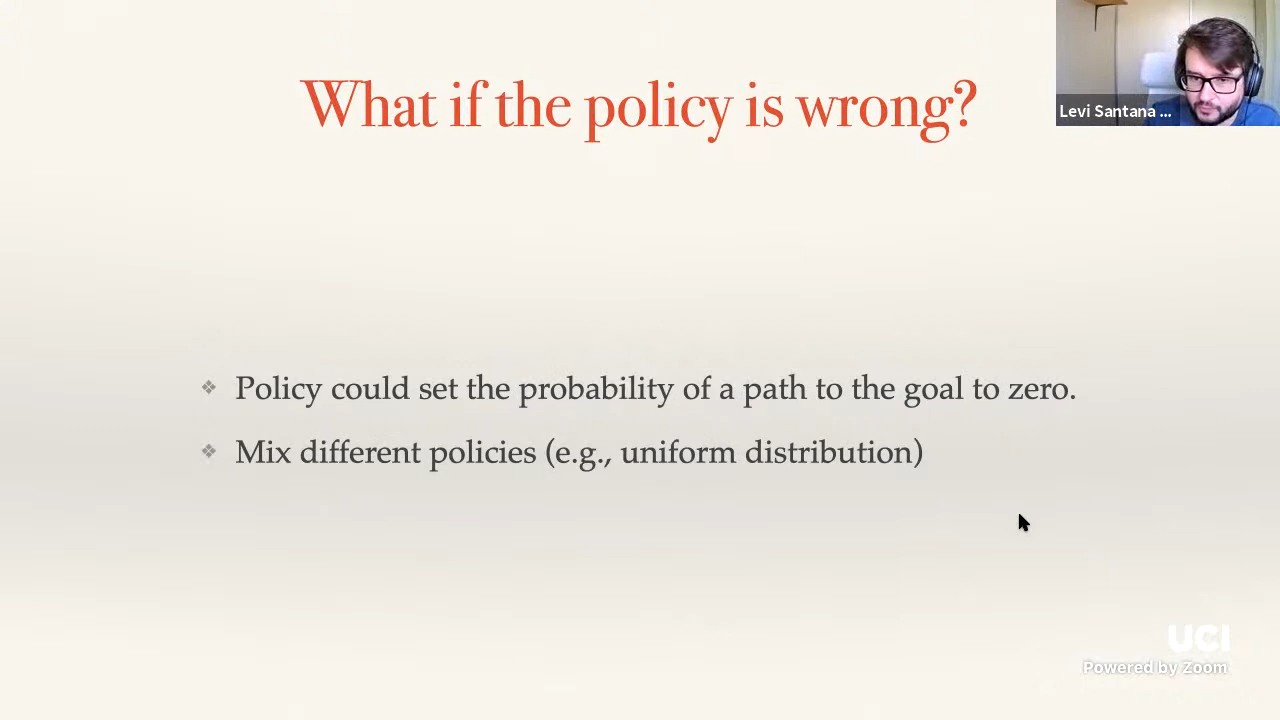 What if the policy is wrong?
Levi Santana ...
❖ Policy could set the probability of a path to the goal to zero.
❖ Mix different policies (e.g., uniform distribution)
UCI
Powered by Zoom